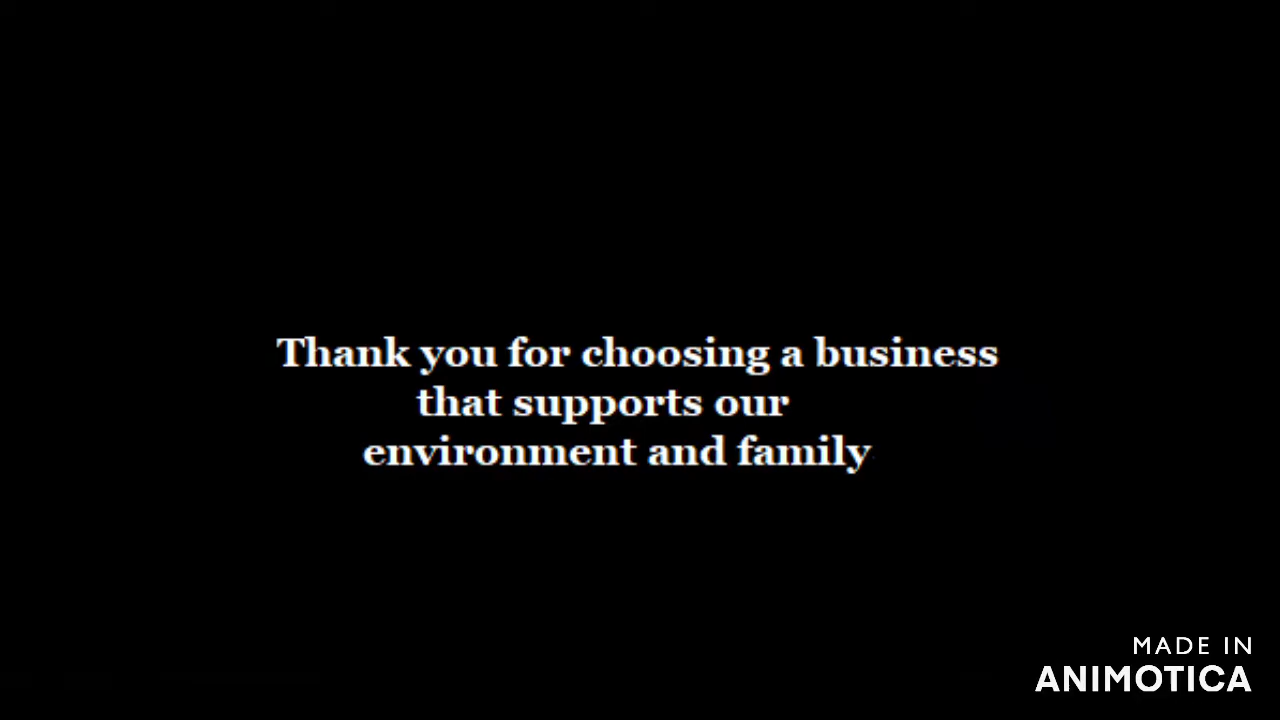 Thank you for choosing a business
that supports our
environment and family
MADE IN
ANIMOTICA